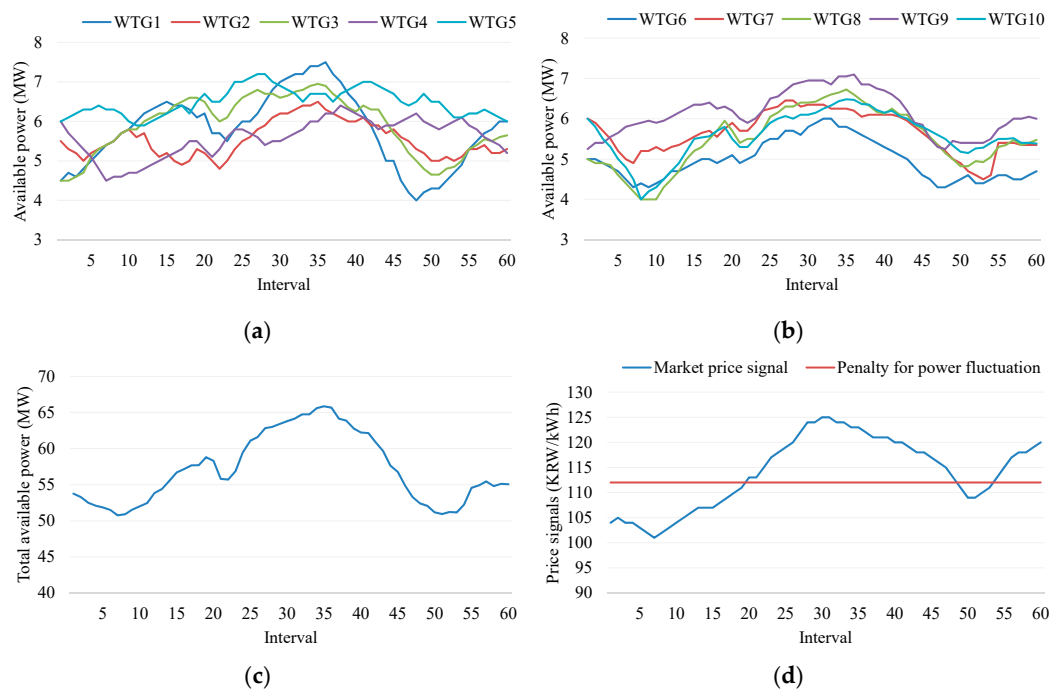 WTG1 WTG2 WTG3 WTG4 WTG5
Available power (MW)
8
7
6
5
4
3
5 10 15 20 25 30 35 40 45 50 55 60
Interval
(a)
WTG6 WTG7 WTG8 WTG9 WTG10
Available power (MW)
8
7
6
5
4
3
5 10 15 20 25 30 35 40 45 50 55 60
Interval
(b)
Total available power (MW)
70
65
60
55
50
45
40
5 10 15 20 25 30 35 40 45 50 55 60
Interval
(c)
Market price signal Penalty for power fluctuation
Price signals (KRW/kWh)
130
125
120
115
110
105
100
95
90
5 10 15 20 25 30 35 40 45 50 55 60
Interval
(d)